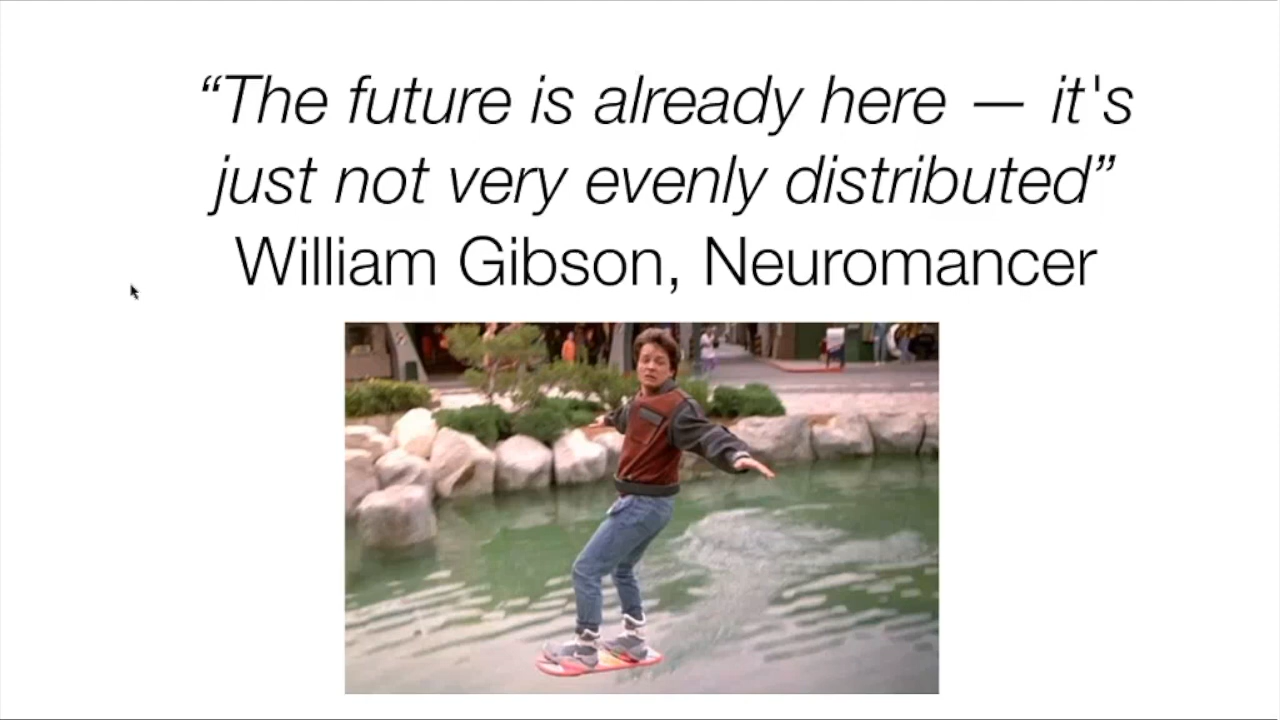 “The future is already here — it's
just not very evenly distributed”
William Gibson, Neuromancer